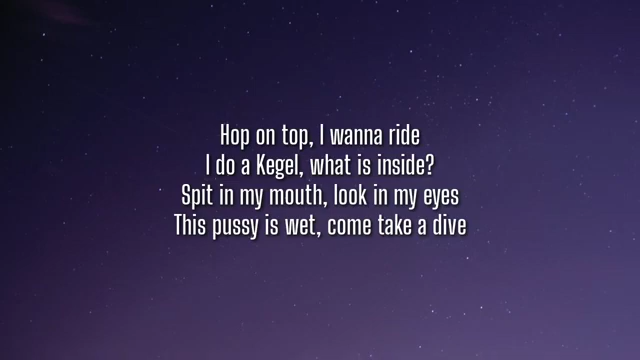 Hop on top, I wanna ride
I do a Kegel, what is inside?
Spit in my mouth, look in my eyes
This pussy is wet, come take a dive